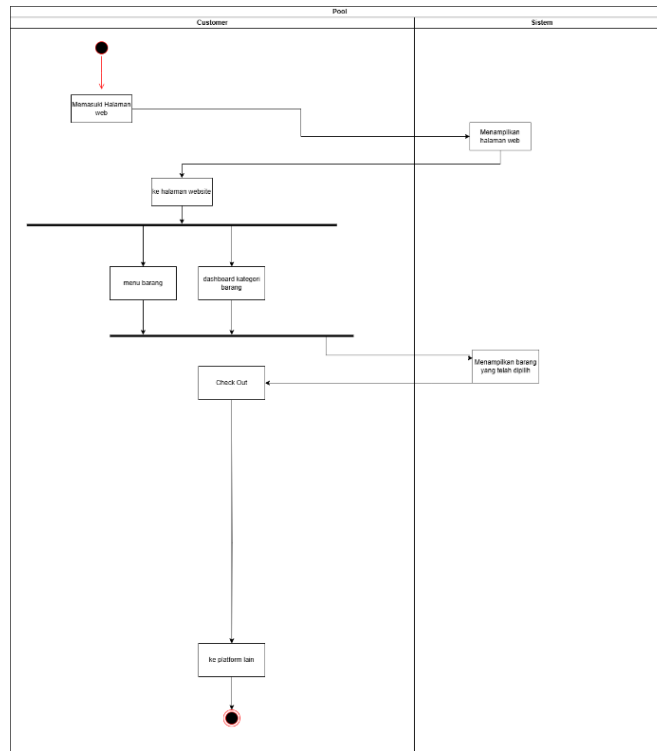 Pool
Customer
Sistem
Memasuki Halaman
web
Menampilkan
halaman web
ke halaman website
menu barang
dashboard kategori
barang
Menampilkan barang
yang telah dipilih
Check Out
ke platform lain